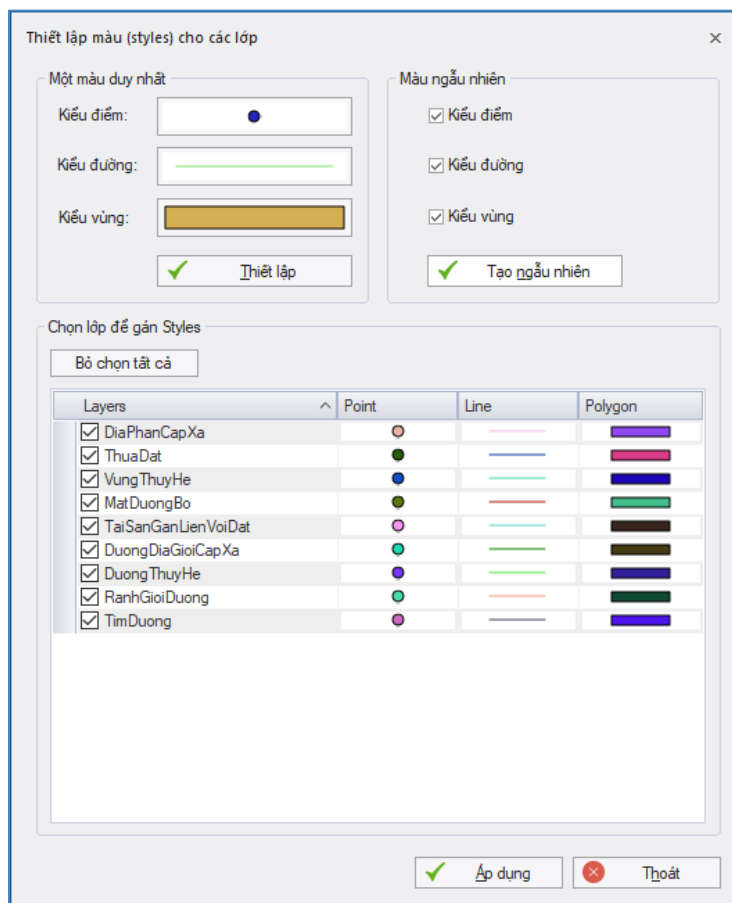 Thiết lập màu (styles) cho các lớp
Một màu duy nhất
Kiểu điểm:
Kiểu đường:
Kiểu vùng:
Thiết lập
Màu ngẫu nhiên
Kiểu điểm
Kiểu đường
Kiểu vùng
Tạo ngẫu nhiên
Chọn lớp để gán Styles
Bỏ chọn tất cả
Layers Point Line Polygon
DiaPhanCapXa
ThuaDat
VungThuyHe
MatDuongBo
TaiSanGanLienVoiDat
DuongDiaGioiCapXa
DuongThuyHe
RanhGioiDuong
TimDuong
Áp dụng
Thoát